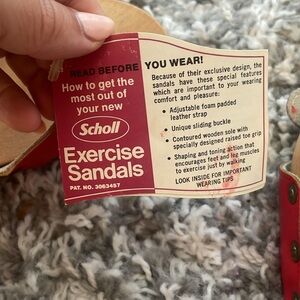 READ BEFORE YOU WEAR!
How to get the
most out of
your new
Scholl
Exercise
Sandals
PAT. NO. 3063457
Because of their exclusive design, the
sandals have these special features
which are important to your wearing
comfort and pleasure:
• Adjustable foam padded
leather strap
• Unique sliding buckle
• Contoured wooden sole with
specially designed raised toe grip
• Shaping and toning action that
encourages feet and leg muscles
to exercise just by walking
LOOK INSIDE FOR IMPORTANT
WEARING TIPS